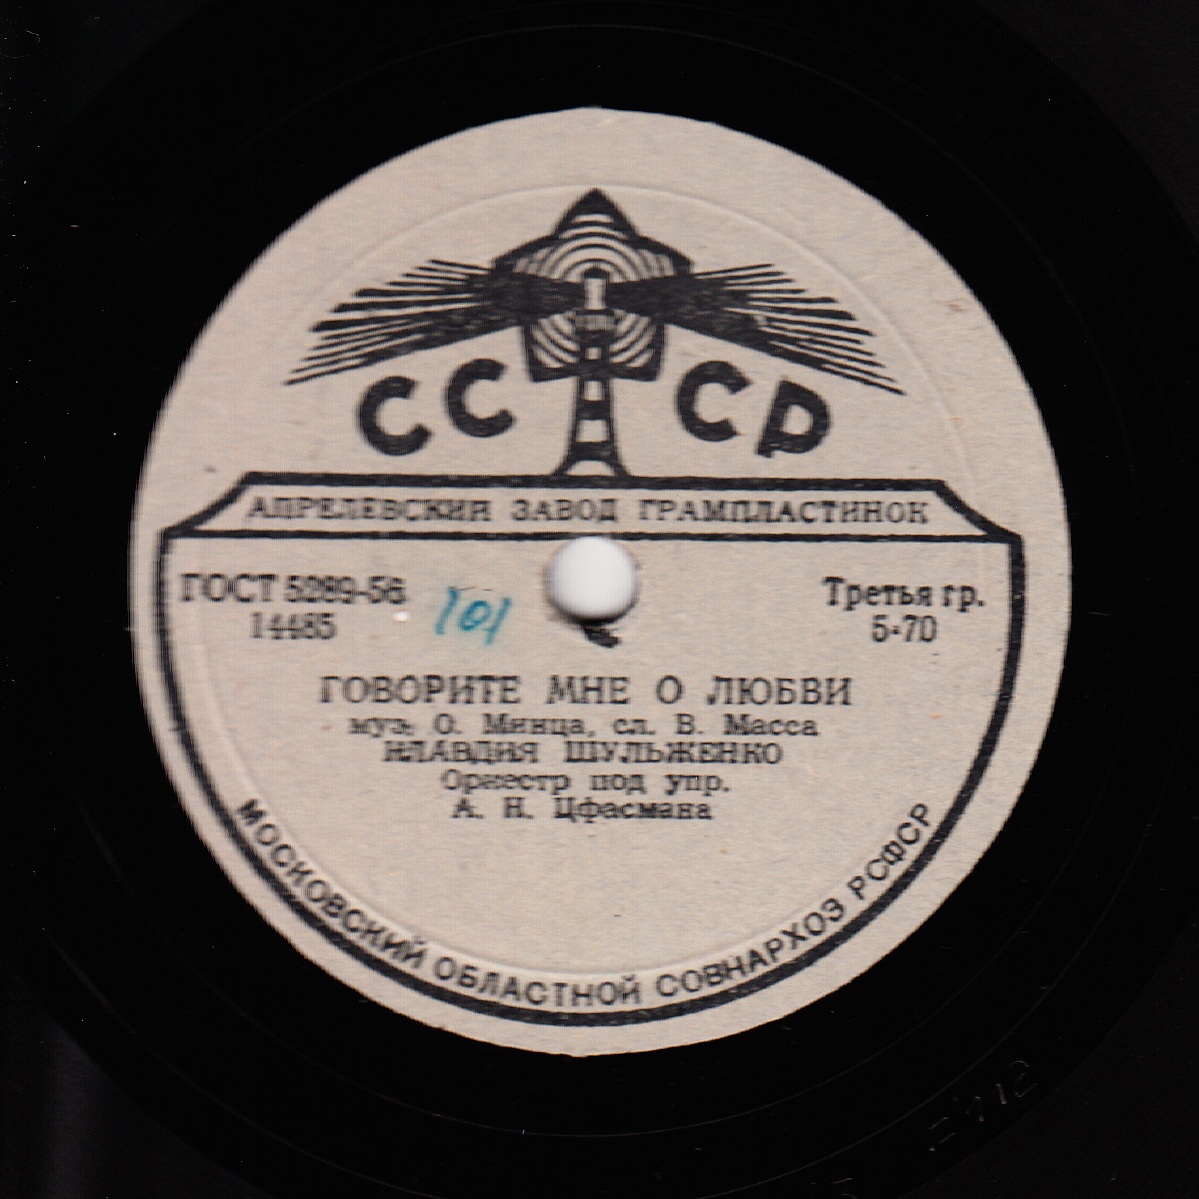 СССР
АПРЕЛЕВСКИЙ ЗАВОД ГРАМПЛАСТИНОК
ГОСТ 5289-56
14485
101
Третья гр.
5-70
ГОВОРИТЕ МНЕ О ЛЮБВИ
муз. О. Минца, сл. В. Масса
КЛАВДИЯ ШУЛЬЖЕНКО
Оркестр под упр.
А. Н. Цфасмана
МОСКОВСКИЙ ОБЛАСТНОЙ СОВНАРХОЗ РСФСР